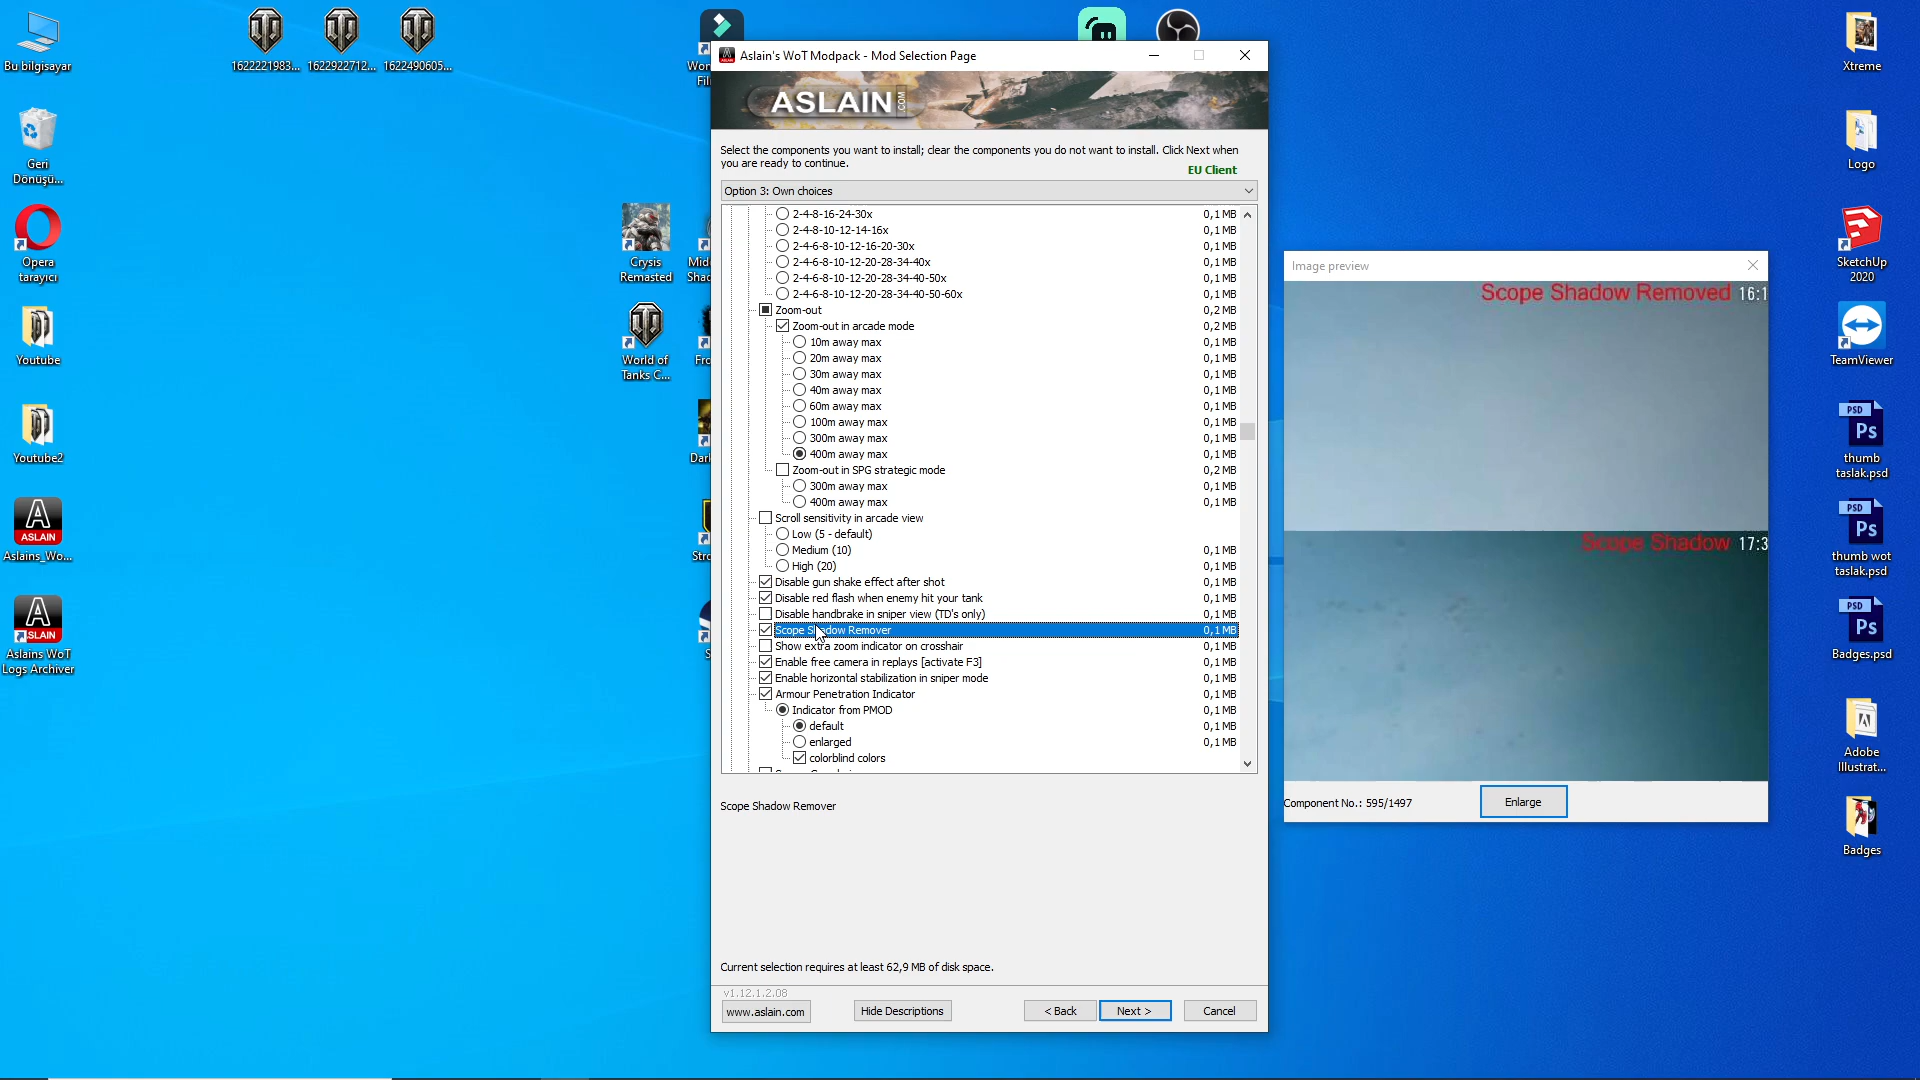 Bu bilgisayar
1622221983...
1622922712...
1622490605...
Geri
Dönüşü...
Opera
tarayıcı
Youtube
Youtube2
ASLAIN
Aslains_Wo...
ASLAIN
Aslains WoT
Logs Archiver
Crysis
Remasted
World of
Tanks C...
Aslain's WoT Modpack - Mod Selection Page
ASLAIN.COM
Select the components you want to install; clear the components you do not want to install. Click Next when
you are ready to continue.
EU Client
Option 3: Own choices
2-4-8-16-24-30x 0,1 MB
2-4-8-10-12-14-16x 0,1 MB
2-4-6-8-10-12-16-20-30x 0,1 MB
2-4-6-8-10-12-20-28-34-40x 0,1 MB
2-4-6-8-10-12-20-28-34-40-50x 0,1 MB
2-4-6-8-10-12-20-28-34-40-50-60x 0,1 MB
Zoom-out 0,2 MB
Zoom-out in arcade mode 0,2 MB
10m away max 0,1 MB
20m away max 0,1 MB
30m away max 0,1 MB
40m away max 0,1 MB
60m away max 0,1 MB
100m away max 0,1 MB
300m away max 0,1 MB
400m away max 0,1 MB
Zoom-out in SPG strategic mode 0,2 MB
300m away max 0,1 MB
400m away max 0,1 MB
Scroll sensitivity in arcade view
Low (5 - default)
Medium (10) 0,1 MB
High (20) 0,1 MB
Disable gun shake effect after shot 0,1 MB
Disable red flash when enemy hit your tank 0,1 MB
Disable handbrake in sniper view (TD's only) 0,1 MB
Scope Shadow Remover 0,1 MB
Show extra zoom indicator on crosshair 0,1 MB
Enable free camera in replays [activate F3] 0,1 MB
Enable horizontal stabilization in sniper mode 0,1 MB
Armour Penetration Indicator 0,1 MB
Indicator from PMOD 0,1 MB
default 0,1 MB
enlarged 0,1 MB
colorblind colors
Scope Shadow Remover
Current selection requires at least 62,9 MB of disk space.
v1.12.1.2.08
www.aslain.com
Hide Descriptions
< Back
Next >
Cancel
Image preview
Scope Shadow Removed 16:1
Scope Shadow 17:3
Component No.: 595/1497
Enlarge
Xtreme
Logo
SketchUp
2020
TeamViewer
PSD
Ps
thumb
taslak.psd
PSD
Ps
thumb wot
taslak.psd
PSD
Ps
Badges.psd
Adobe
Illustrat...
Badges